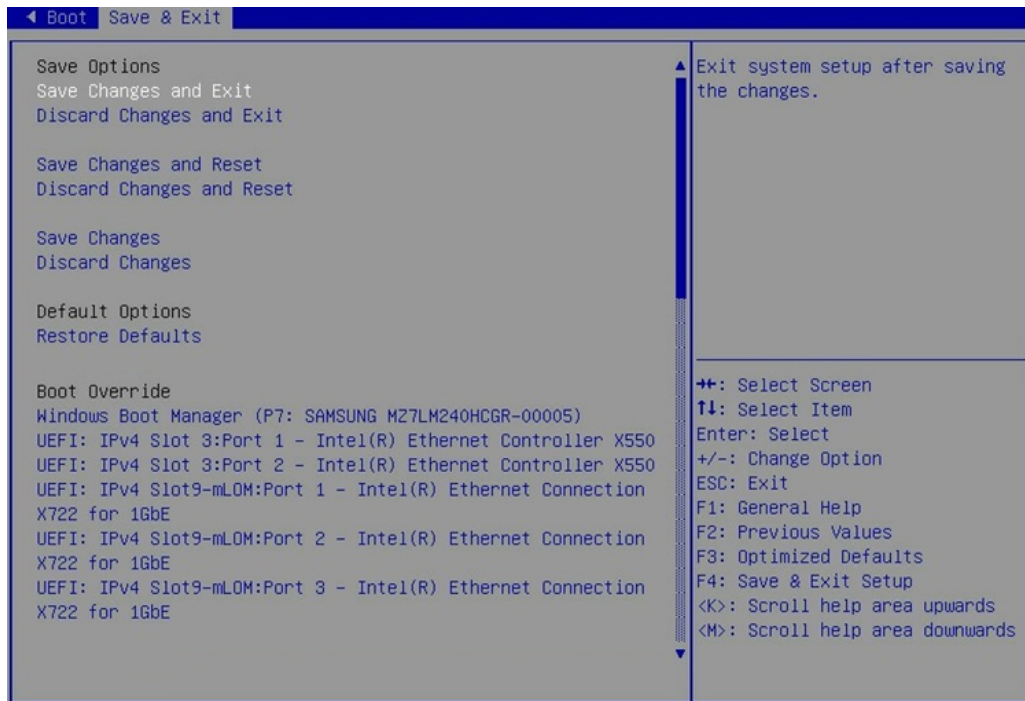 ◄ Boot Save & Exit
Save Options
Save Changes and Exit
Discard Changes and Exit
Save Changes and Reset
Discard Changes and Reset
Save Changes
Discard Changes
Default Options
Restore Defaults
Boot Override
Windows Boot Manager (P7: SAMSUNG MZ7LM240HCGR-00005)
UEFI: IPv4 Slot 3:Port 1 - Intel(R) Ethernet Controller X550
UEFI: IPv4 Slot 3:Port 2 - Intel(R) Ethernet Controller X550
UEFI: IPv4 Slot9-mLOM:Port 1 - Intel(R) Ethernet Connection
X722 for 1GbE
UEFI: IPv4 Slot9-mLOM:Port 2 - Intel(R) Ethernet Connection
X722 for 1GbE
UEFI: IPv4 Slot9-mLOM:Port 3 - Intel(R) Ethernet Connection
X722 for 1GbE
Exit system setup after saving
the changes.
→←: Select Screen
↑↓: Select Item
Enter: Select
+/-: Change Option
ESC: Exit
F1: General Help
F2: Previous Values
F3: Optimized Defaults
F4: Save & Exit Setup
<K>: Scroll help area upwards
<M>: Scroll help area downwards